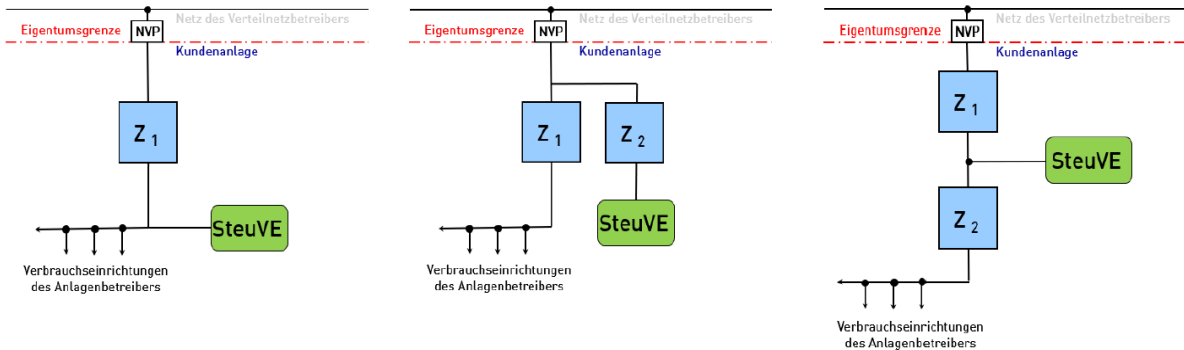 Netz des Verteilnetzbetreibers
Eigentumsgrenze
NVP
Kundenanlage
Z 1
SteuVE
Verbrauchseinrichtungen
des Anlagenbetreibers
Netz des Verteilnetzbetreibers
Eigentumsgrenze
NVP
Kundenanlage
Z 1
Z 2
SteuVE
Verbrauchseinrichtungen
des Anlagenbetreibers
Netz des Verteilnetzbetreibers
Eigentumsgrenze
NVP
Kundenanlage
Z 1
SteuVE
Z 2
Verbrauchseinrichtungen
des Anlagenbetreibers